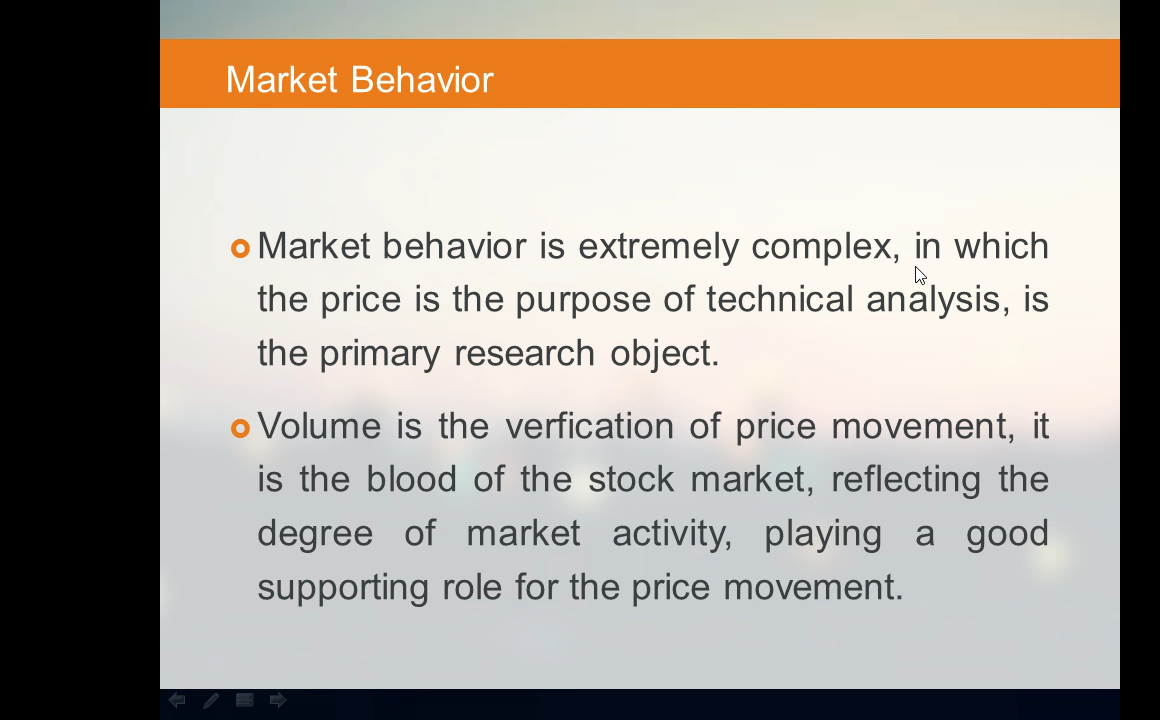 Market Behavior
Market behavior is extremely complex, in which
the price is the purpose of technical analysis, is
the primary research object.
Volume is the verfication of price movement, it
is the blood of the stock market, reflecting the
degree of market activity, playing a good
supporting role for the price movement.